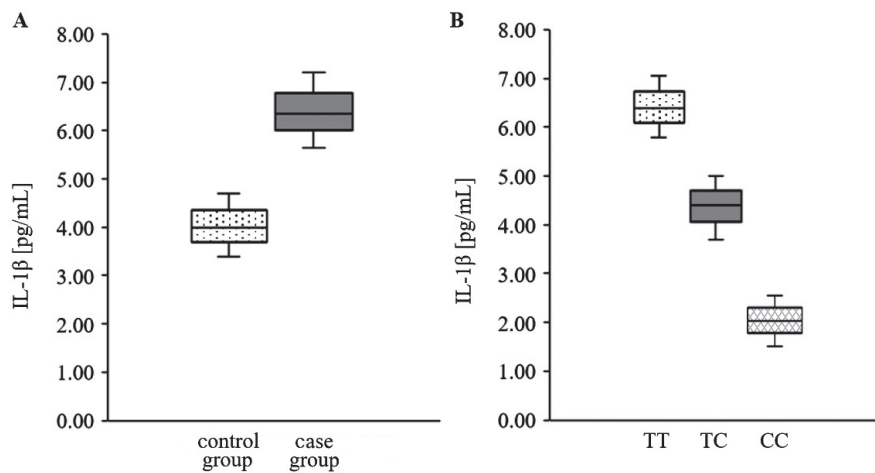 A
IL-1β [pg/mL]
8.00
7.00
6.00
5.00
4.00
3.00
2.00
1.00
0.00
control
group
case
group
B
IL-1β [pg/mL]
8.00
7.00
6.00
5.00
4.00
3.00
2.00
1.00
0.00
TT TC CC